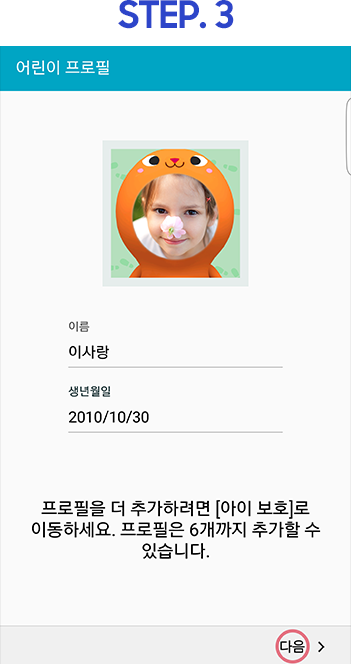 STEP. 3
어린이 프로필
이름
이사랑
생년월일
2010/10/30
프로필을 더 추가하려면 [아이 보호]로
이동하세요. 프로필은 6개까지 추가할 수
있습니다.
다음